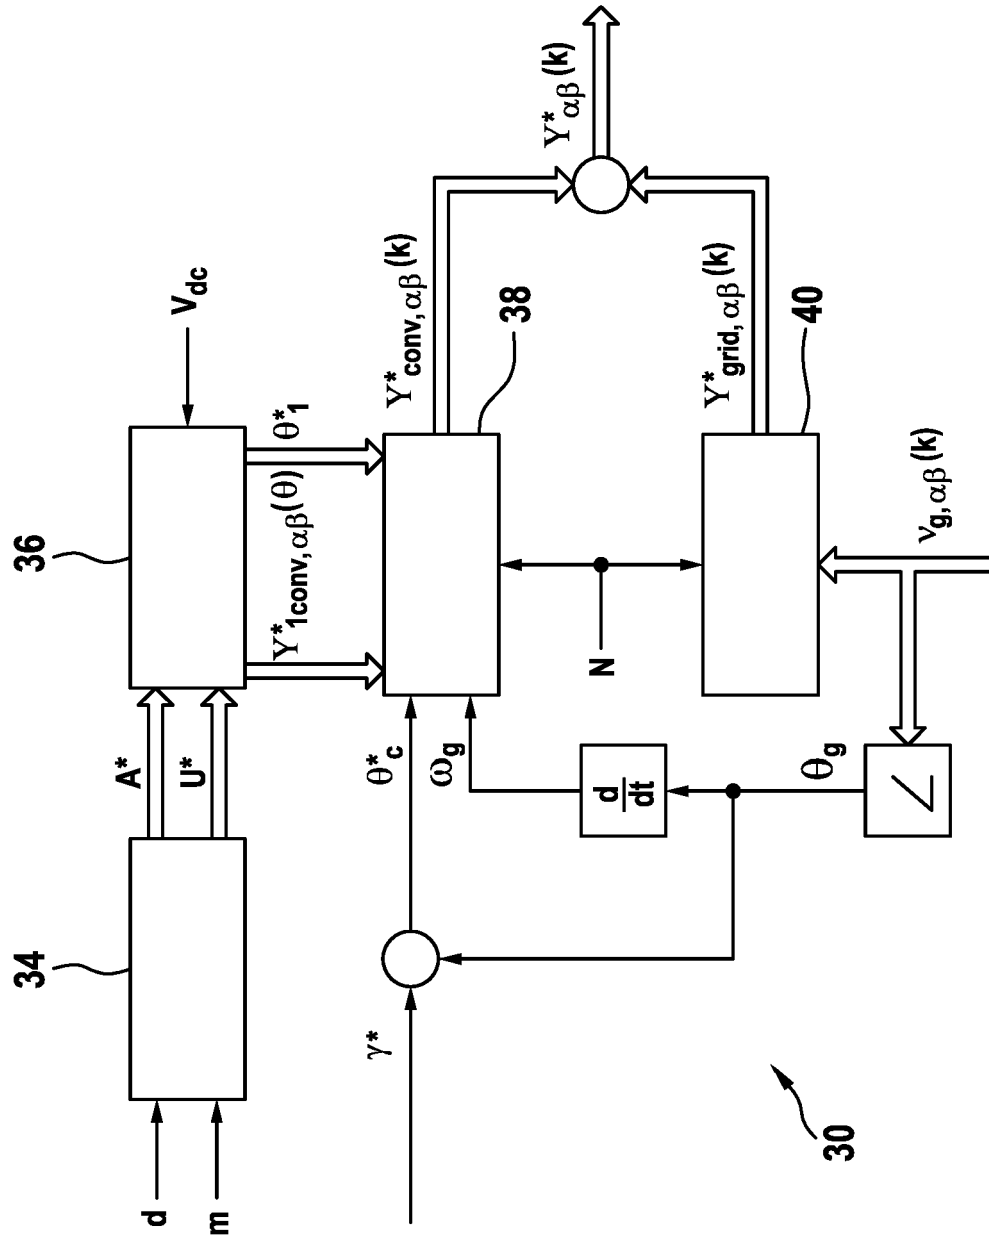 d
m
34
A*
U*
36
V_dc
Y*_1conv, αβ(θ)
θ*_1
γ*
θ*_c
ω_g
38
Y*_conv, αβ(k)
Y*_αβ(k)
N
d/dt
θ_g
∠
40
Y*_grid, αβ(k)
ν_g, αβ(k)
30